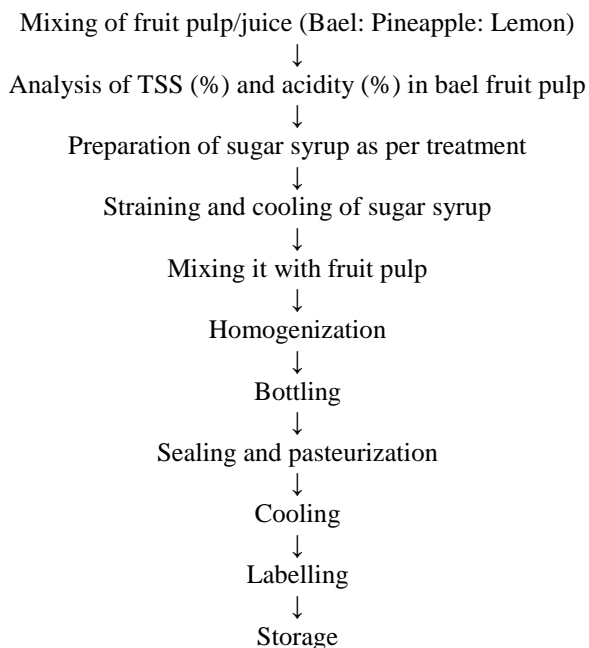 Mixing of fruit pulp/juice (Bael: Pineapple: Lemon)
↓
Analysis of TSS (%) and acidity (%) in bael fruit pulp
↓
Preparation of sugar syrup as per treatment
↓
Straining and cooling of sugar syrup
↓
Mixing it with fruit pulp
↓
Homogenization
↓
Bottling
↓
Sealing and pasteurization
↓
Cooling
↓
Labelling
↓
Storage